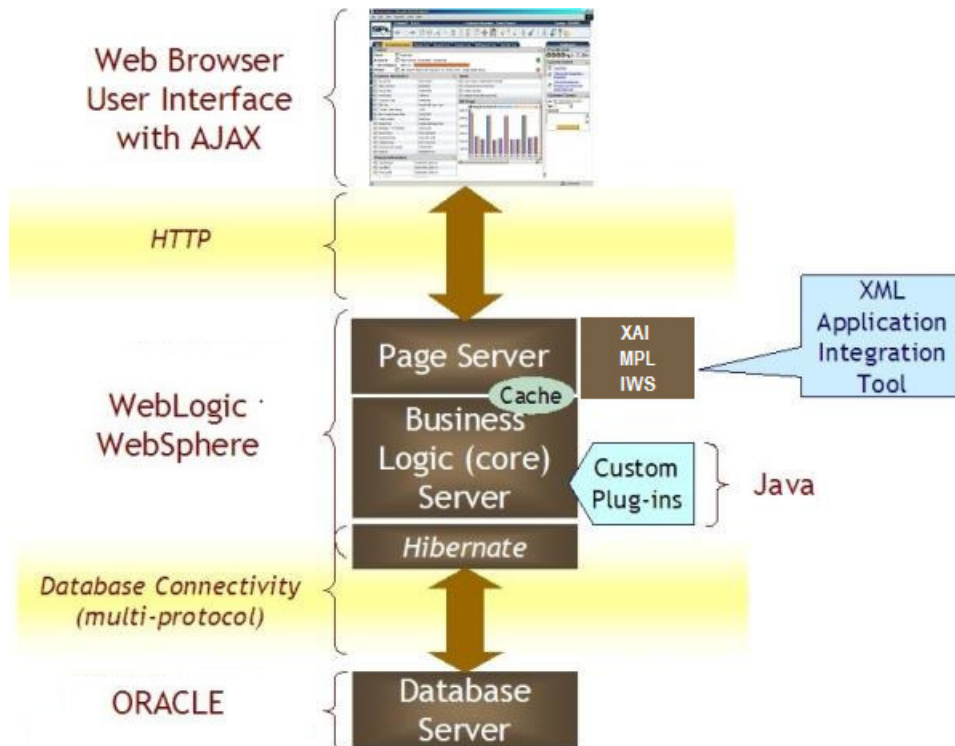 Web Browser
User Interface
with AJAX
HTTP
WebLogic
WebSphere
Page Server
Cache
Business
Logic (core)
Server
XAI
MPL
IWS
XML
Application
Integration
Tool
Custom
Plug-ins
Java
Hibernate
Database Connectivity
(multi-protocol)
ORACLE
Database
Server